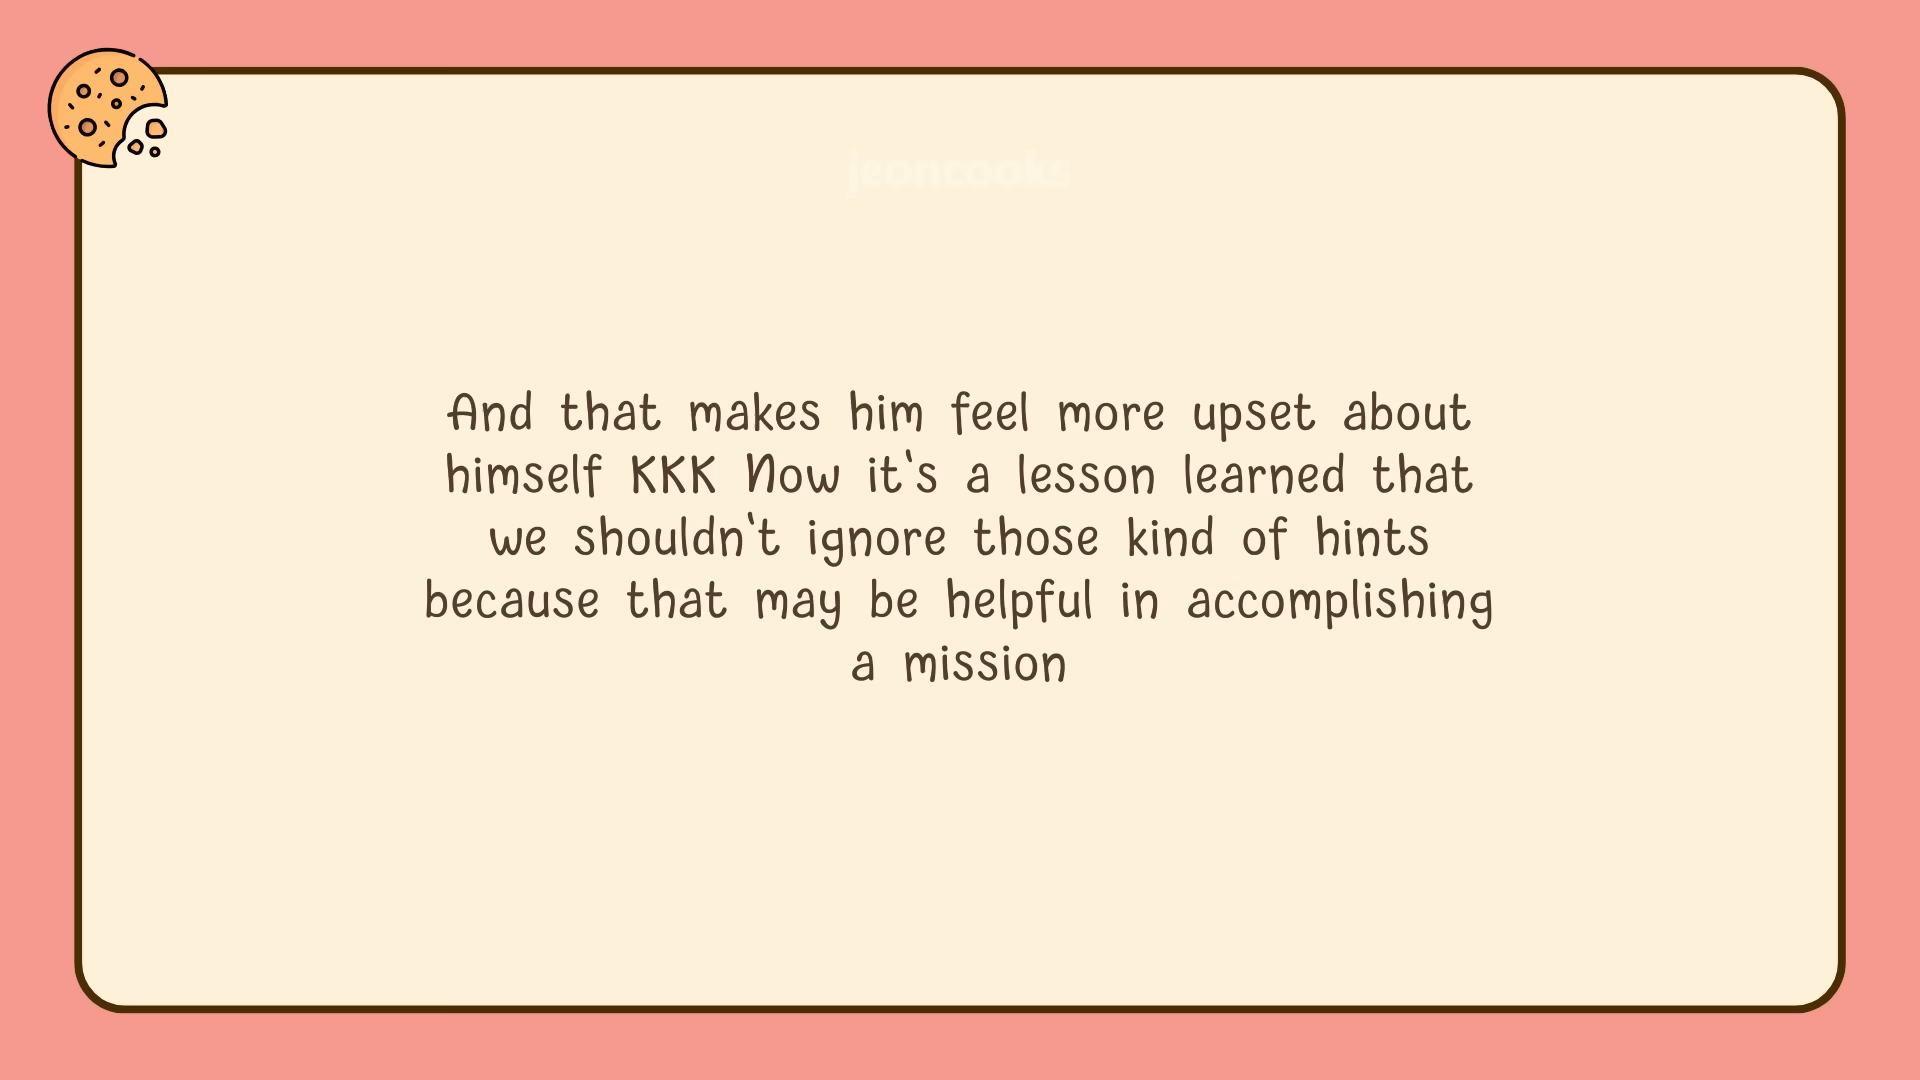 jeoncooks
And that makes him feel more upset about
himself KKK Now it's a lesson learned that
we shouldn't ignore those kind of hints
because that may be helpful in accomplishing
a mission